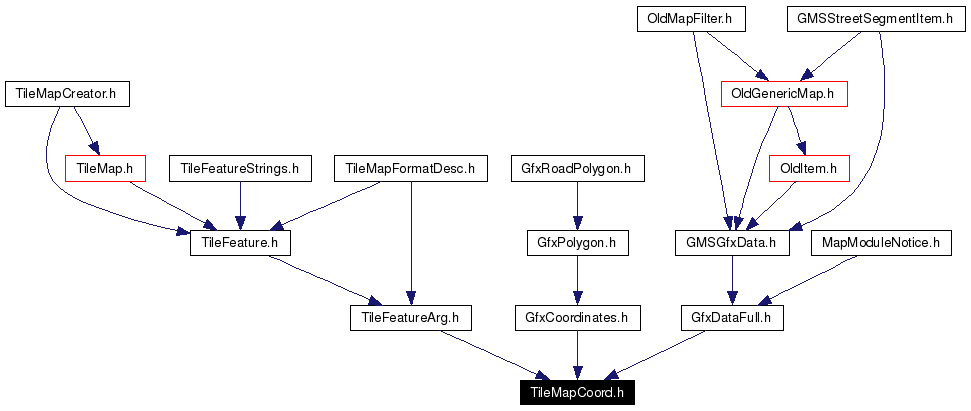 OldMapFilter.h
GMSStreetSegmentItem.h
TileMapCreator.h
OldGenericMap.h
TileMap.h
TileFeatureStrings.h
TileMapFormatDesc.h
GfxRoadPolygon.h
OldItem.h
TileFeature.h
GfxPolygon.h
GMSGfxData.h
MapModuleNotice.h
TileFeatureArg.h
GfxCoordinates.h
GfxDataFull.h
TileMapCoord.h